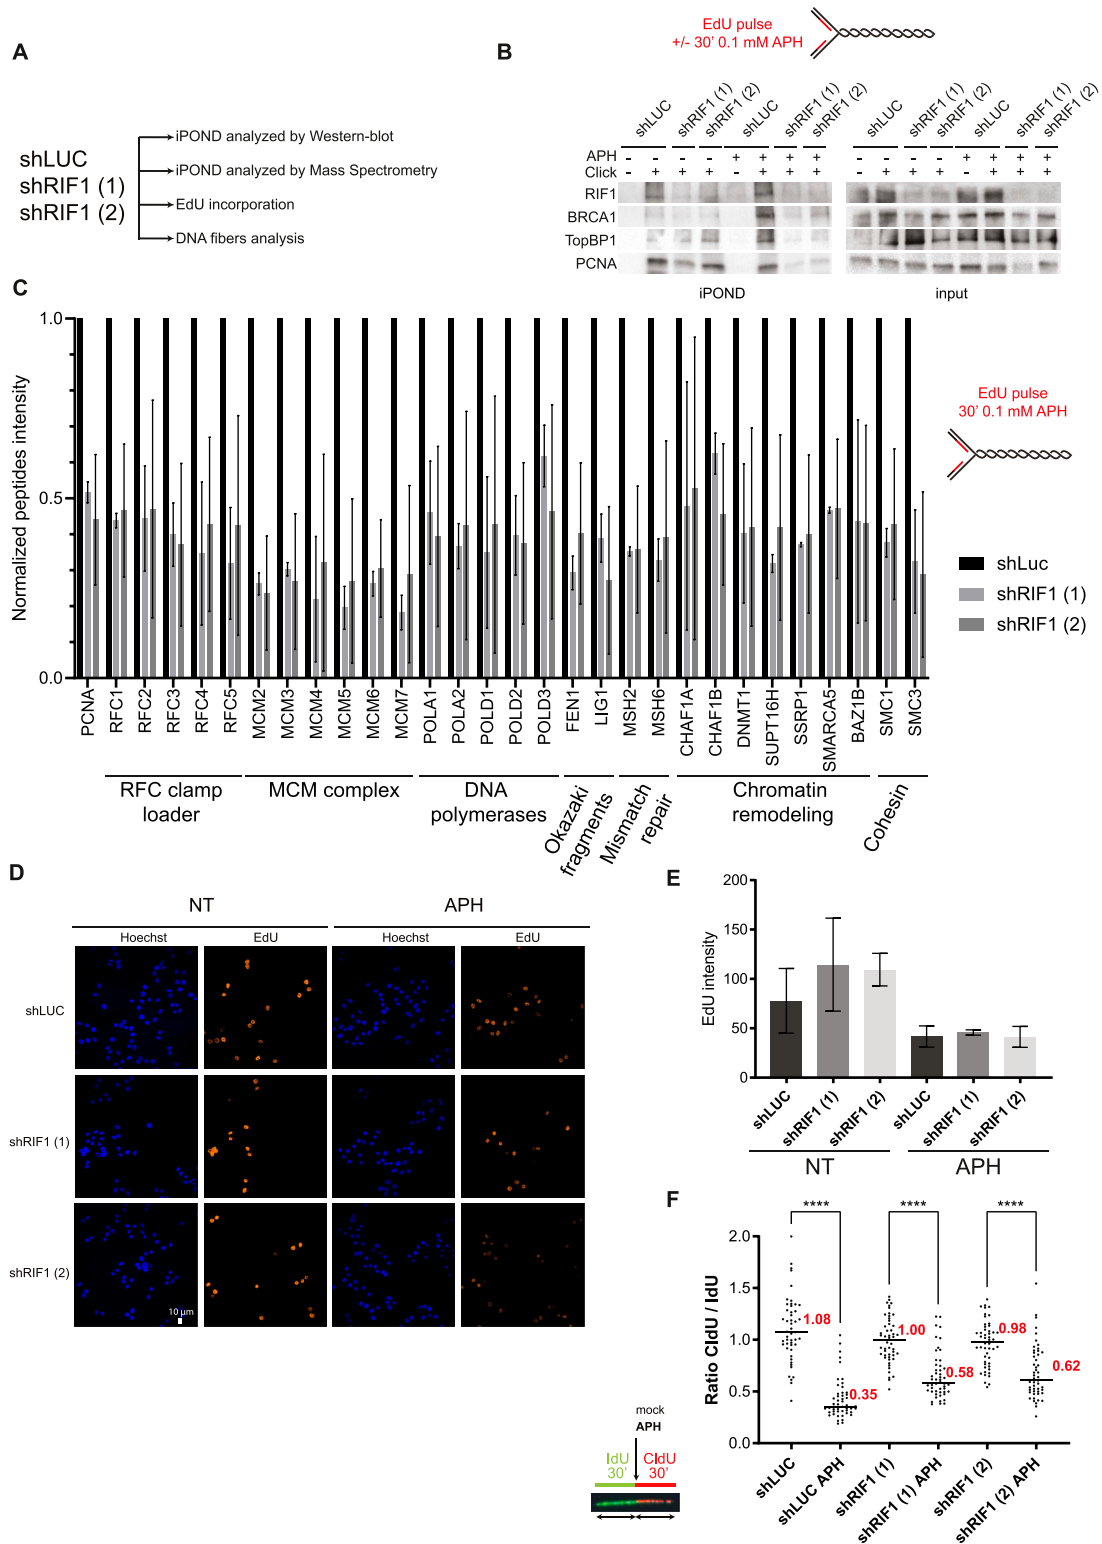 A
shLUC
shRIF1 (1)
shRIF1 (2)
iPOND analyzed by Western-blot
iPOND analyzed by Mass Spectrometry
EdU incorporation
DNA fibers analysis
B
EdU pulse
+/- 30' 0.1 mM APH
shLUC shRIF1 (1) shRIF1 (2) shLUC shRIF1 (1) shRIF1 (2) shLUC shRIF1 (1) shRIF1 (2) shLUC shRIF1 (1) shRIF1 (2)
APH - - - - + + + + - - - - + + + +
Click - + + + - + + + - + + + - + + +
RIF1
BRCA1
TopBP1
PCNA
iPOND input
C
Normalized peptides intensity
1.0
0.5
0.0
EdU pulse
30' 0.1 mM APH
shLuc
shRIF1 (1)
shRIF1 (2)
PCNA RFC1 RFC2 RFC3 RFC4 RFC5 MCM2 MCM3 MCM4 MCM5 MCM6 MCM7 POLA1 POLA2 POLD1 POLD2 POLD3 FEN1 LIG1 MSH2 MSH6 CHAF1A CHAF1B DNMT1 SUPT16H SSRP1 SMARCA5 BAZ1B SMC1 SMC3
RFC clamp
loader
MCM complex
DNA
polymerases
Okazaki
fragments
Mismatch
repair
Chromatin
remodeling
Cohesin
D
NT APH
Hoechst EdU Hoechst EdU
shLUC
shRIF1 (1)
shRIF1 (2)
10 µm
E
EdU intensity
200
150
100
50
0
shLUC shRIF1 (1) shRIF1 (2) shLUC shRIF1 (1) shRIF1 (2)
NT APH
F
**** **** ****
Ratio CldU / IdU
2.0
1.5
1.0
0.5
0.0
1.08
0.35
1.00
0.58
0.98
0.62
shLUC shLUC APH shRIF1 (1) shRIF1 (1) APH shRIF1 (2) shRIF1 (2) APH
mock
APH
IdU CldU
30' 30'